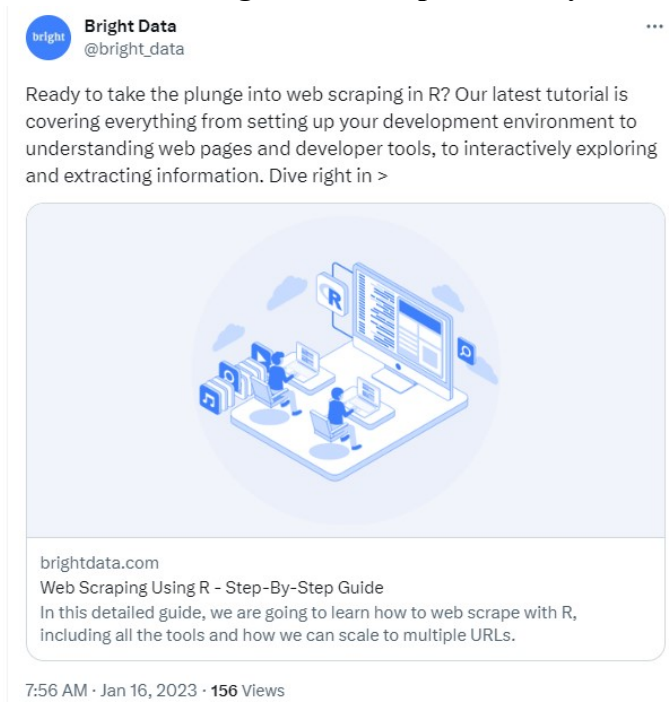 bright
Bright Data
@bright_data
Ready to take the plunge into web scraping in R? Our latest tutorial is
covering everything from setting up your development environment to
understanding web pages and developer tools, to interactively exploring
and extracting information. Dive right in >
R
brightdata.com
Web Scraping Using R - Step-By-Step Guide
In this detailed guide, we are going to learn how to web scrape with R,
including all the tools and how we can scale to multiple URLs.
7:56 AM · Jan 16, 2023 · 156 Views